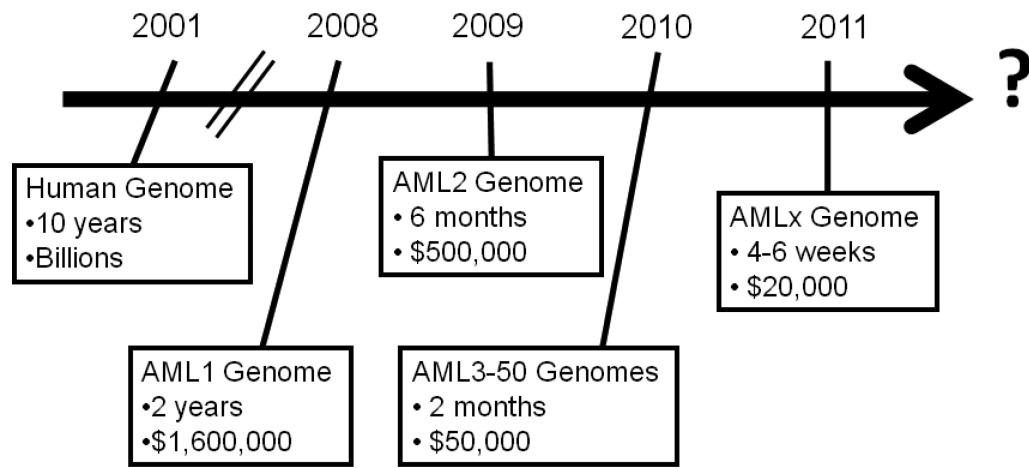 2001
2008
2009
2010
2011
?
Human Genome
•10 years
•Billions
AML1 Genome
•2 years
•$1,600,000
AML2 Genome
• 6 months
• $500,000
AML3-50 Genomes
• 2 months
• $50,000
AMLx Genome
• 4-6 weeks
• $20,000